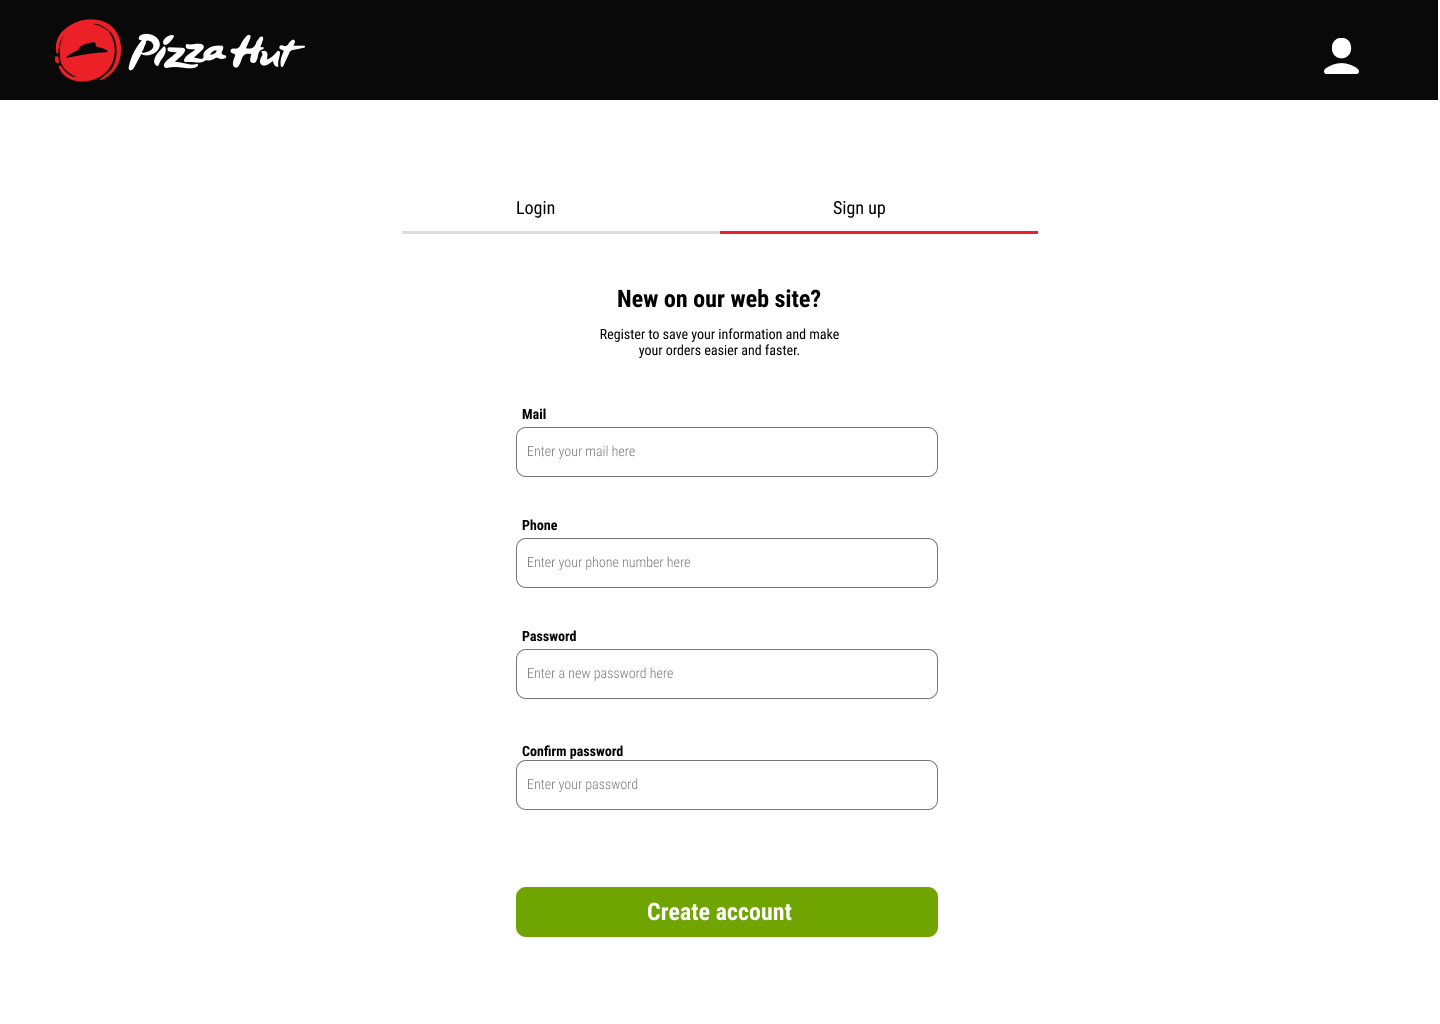 Pizza Hut
Login
Sign up
New on our web site?
Register to save your information and make
your orders easier and faster.
Mail
Enter your mail here
Phone
Enter your phone number here
Password
Enter a new password here
Confirm password
Enter your password
Create account